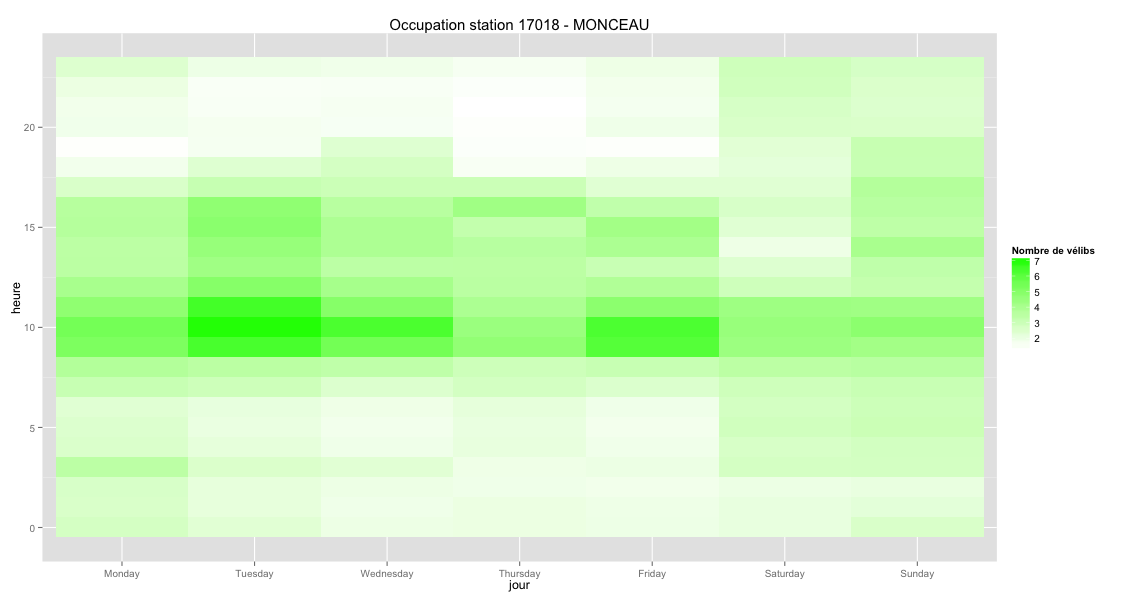 Occupation station 17018 - MONCEAU
heure
20
15
10
5
0
Monday Tuesday Wednesday Thursday Friday Saturday Sunday
jour
Nombre de vélibs
7
6
5
4
3
2